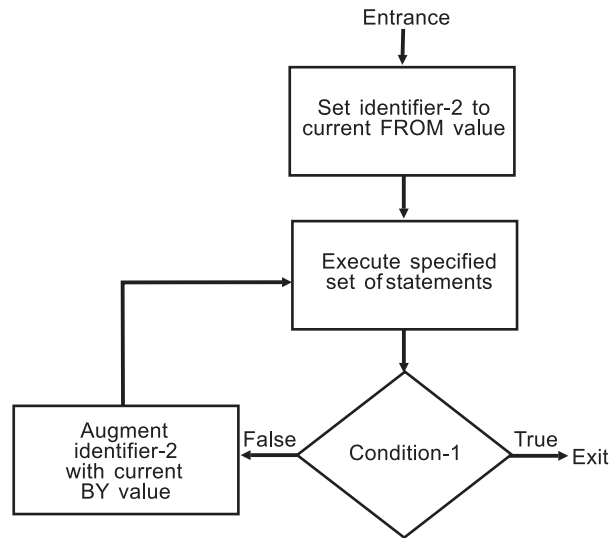 Entrance
Set identifier-2 to
current FROM value
Execute specified
set of statements
Condition-1
False
True
Exit
Augment
identifier-2
with current
BY value